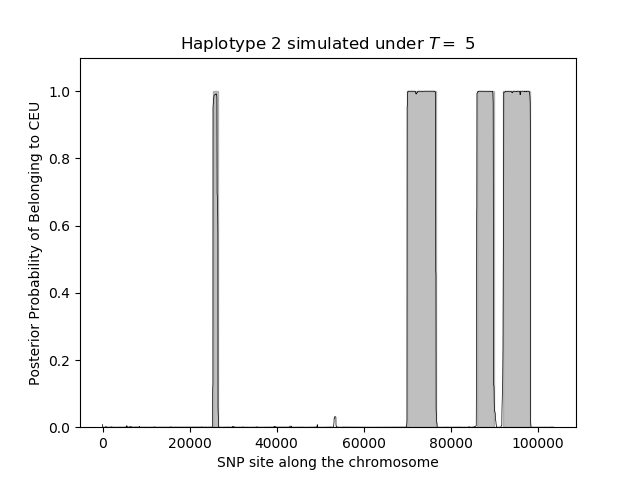 Haplotype 2 simulated under T = 5
Posterior Probability of Belonging to CEU
1.0
0.8
0.6
0.4
0.2
0.0
0 20000 40000 60000 80000 100000
SNP site along the chromosome